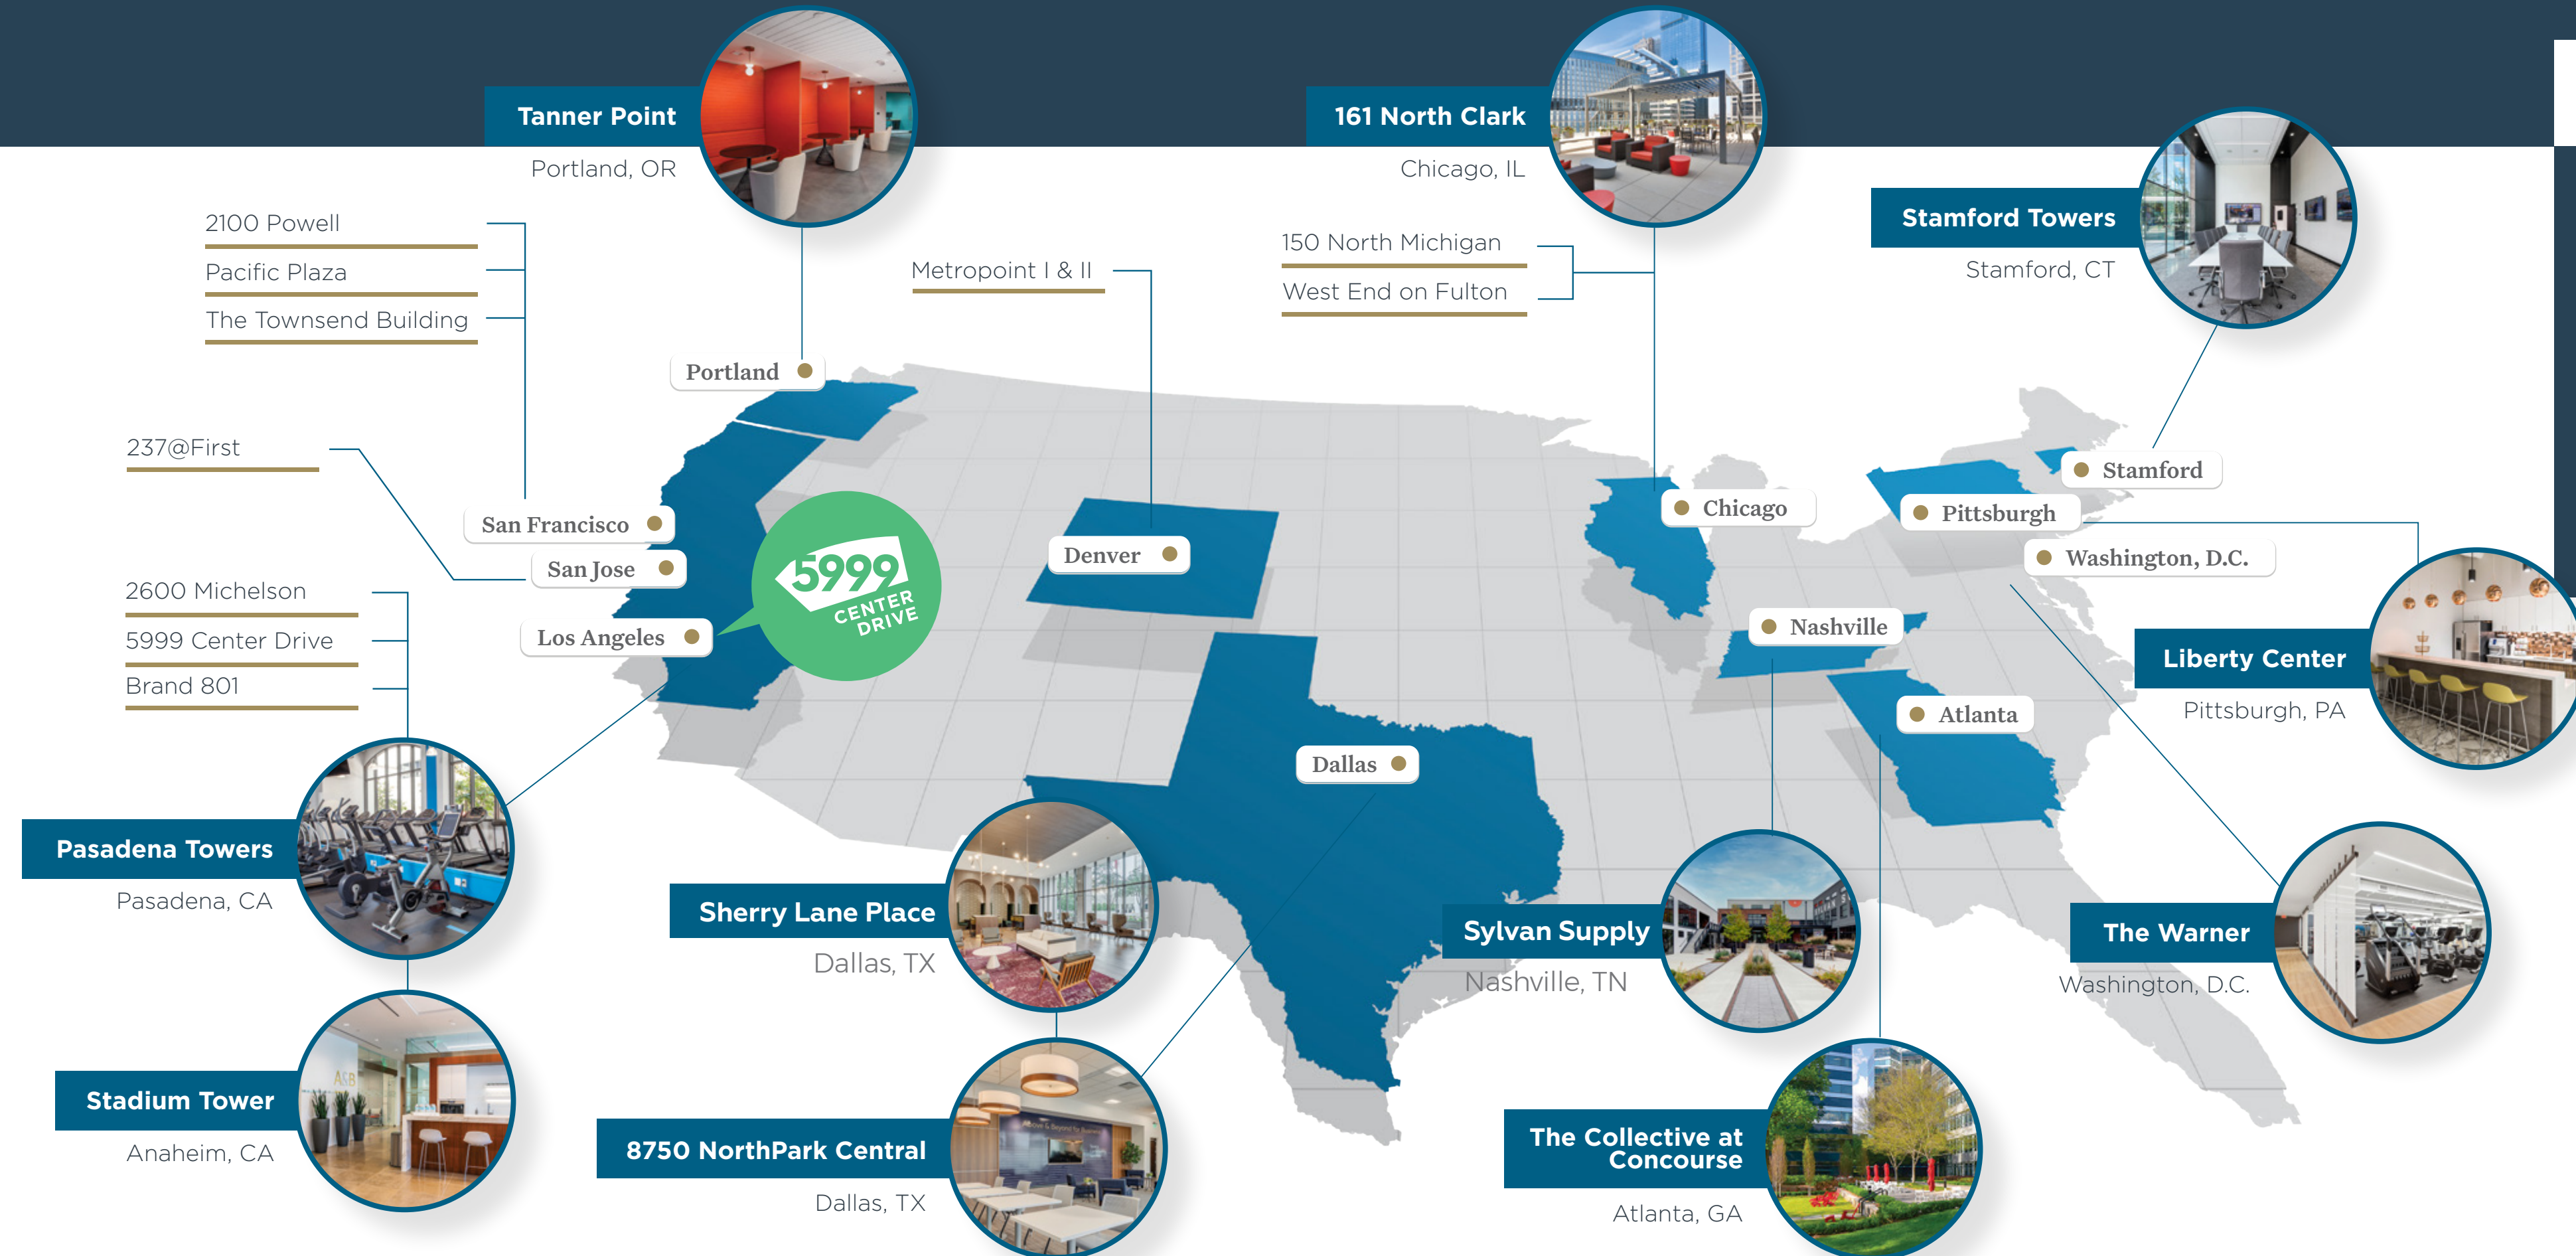 Tanner Point
Portland, OR
161 North Clark
Chicago, IL
Stamford Towers
Stamford, CT
2100 Powell
Pacific Plaza
The Townsend Building
Metropoint I & II
150 North Michigan
West End on Fulton
237@First
Portland
San Francisco
San Jose
Los Angeles
5999
CENTER
DRIVE
Denver
Chicago
Stamford
Pittsburgh
Washington, D.C.
Nashville
Atlanta
Dallas
2600 Michelson
5999 Center Drive
Brand 801
Liberty Center
Pittsburgh, PA
Pasadena Towers
Pasadena, CA
Sherry Lane Place
Dallas, TX
Sylvan Supply
Nashville, TN
The Warner
Washington, D.C.
Stadium Tower
Anaheim, CA
A&B
8750 NorthPark Central
Dallas, TX
Above & Beyond for Business
The Collective at
Concourse
Atlanta, GA